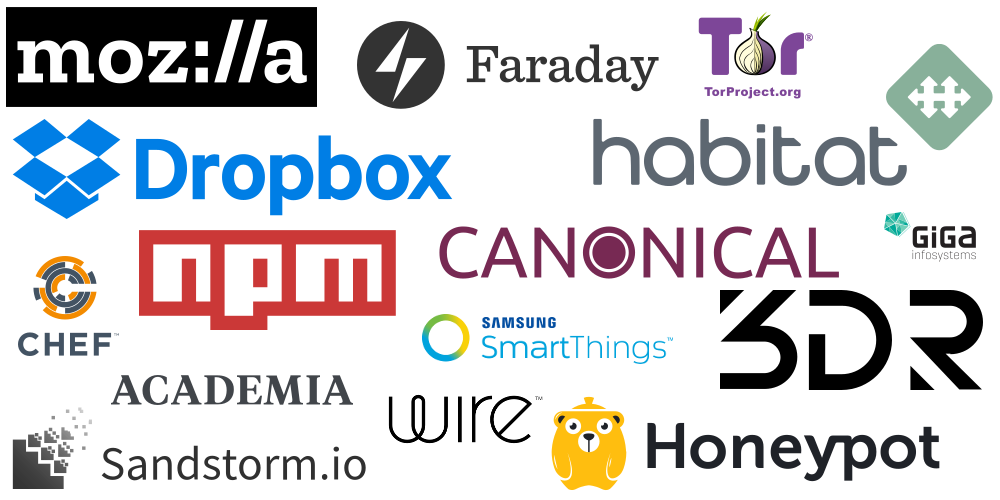 moz://a
Faraday
Tor®
TorProject.org
Dropbox
habitat
npm
CANONICAL
GiGa
infosystems
CHEF™
SAMSUNG
SmartThings™
3DR
ACADEMIA
wire™
Sandstorm.io
Honeypot